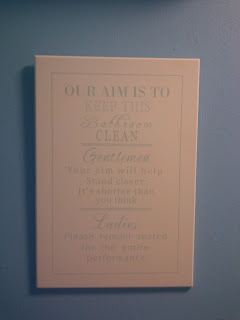 OUR AIM IS TO
KEEP THIS
Bathroom
CLEAN
Gentlemen
Your aim will help
Stand closer
It's shorter than
you think
Ladies
Please remain seated
for the entire
performance